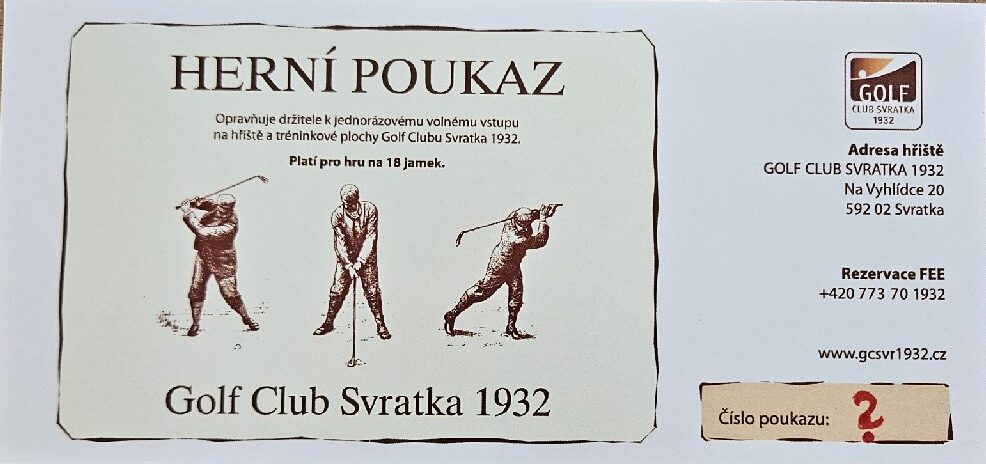 HERNÍ POUKAZ
Opravňuje držitele k jednorázovému volnému vstupu
na hřiště a tréninkové plochy Golf Clubu Svratka 1932.
Platí pro hru na 18 jamek.
Golf Club Svratka 1932
GOLF
CLUB SVRATKA
1932
Adresa hřiště
GOLF CLUB SVRATKA 1932
Na Vyhlídce 20
592 02 Svratka
Rezervace FEE
+420 773 70 1932
www.gcsvr1932.cz
Číslo poukazu: ?